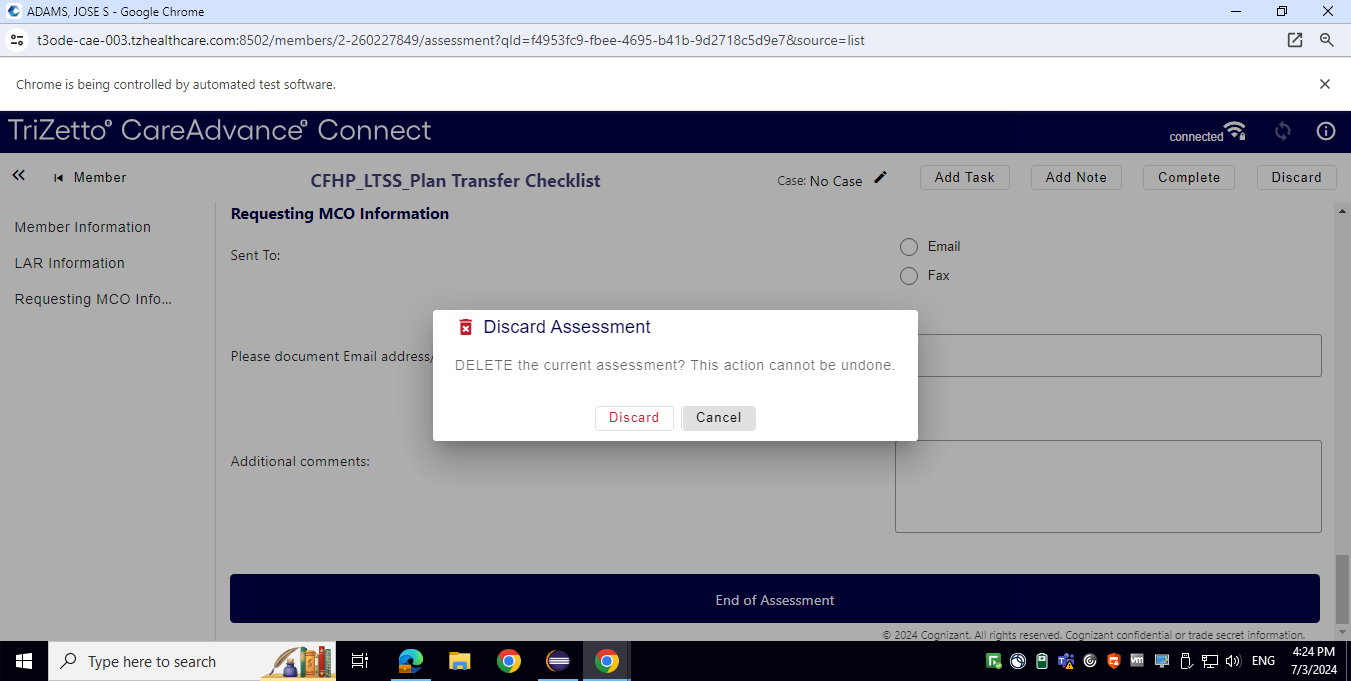 ADAMS, JOSE S - Google Chrome
t3ode-cae-003.tzhealthcare.com:8502/members/2-260227849/assessment?qId=f4953fc9-fbee-4695-b41b-9d2718c5d9e7&source=list
Chrome is being controlled by automated test software.
TriZetto® CareAdvance® Connect
connected
Member
CFHP_LTSS_Plan Transfer Checklist
Case: No Case
Add Task
Add Note
Complete
Discard
Member Information
LAR Information
Requesting MCO Info...
Requesting MCO Information
Sent To:
Email
Fax
Please document Email address/
Discard Assessment
DELETE the current assessment? This action cannot be undone.
Discard
Cancel
Additional comments:
End of Assessment
© 2024 Cognizant. All rights reserved. Cognizant confidential or trade secret information.
Type here to search
ENG
4:24 PM
7/3/2024